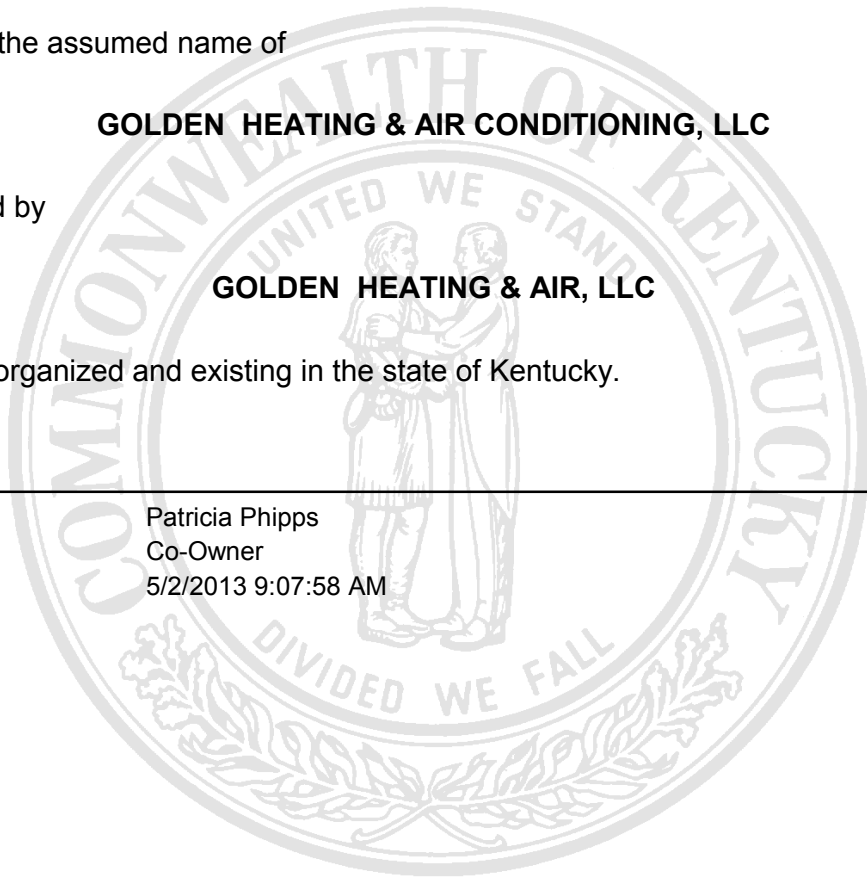 the assumed name of
GOLDEN HEATING & AIR CONDITIONING, LLC
d by
GOLDEN HEATING & AIR, LLC
organized and existing in the state of Kentucky.
Patricia Phipps
Co-Owner
5/2/2013 9:07:58 AM
COMMONWEALTH OF KENTUCKY
UNITED WE STAND
DIVIDED WE FALL